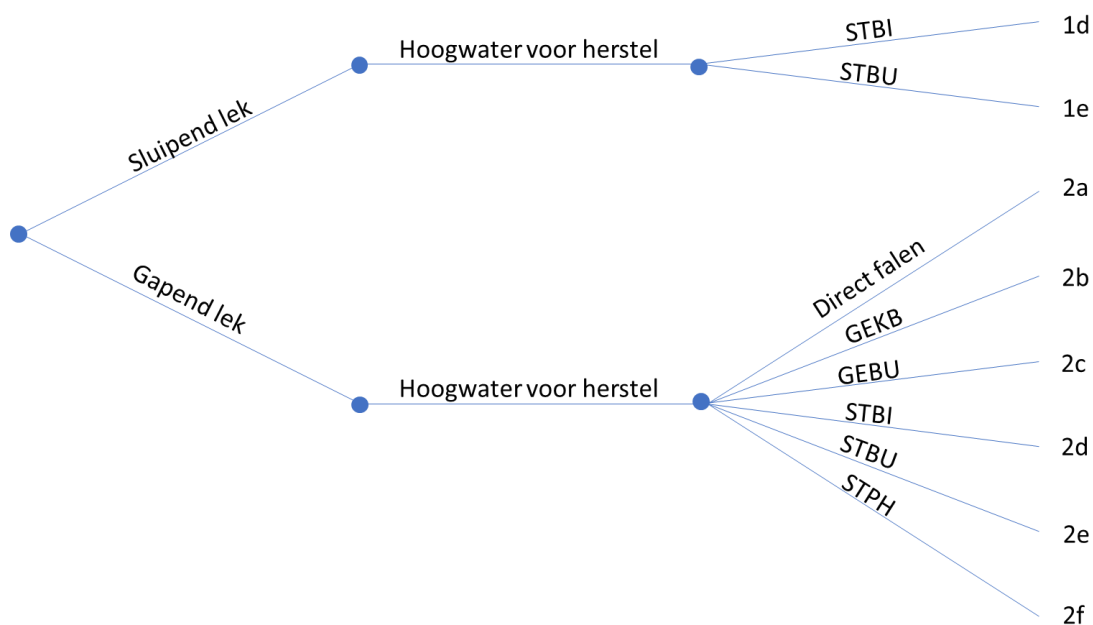 Sluipend lek
Hoogwater voor herstel
STBI
1d
STBU
1e
Gapend lek
Hoogwater voor herstel
Direct falen
2a
GEKB
2b
GEBU
2c
STBI
2d
STBU
2e
STPH
2f